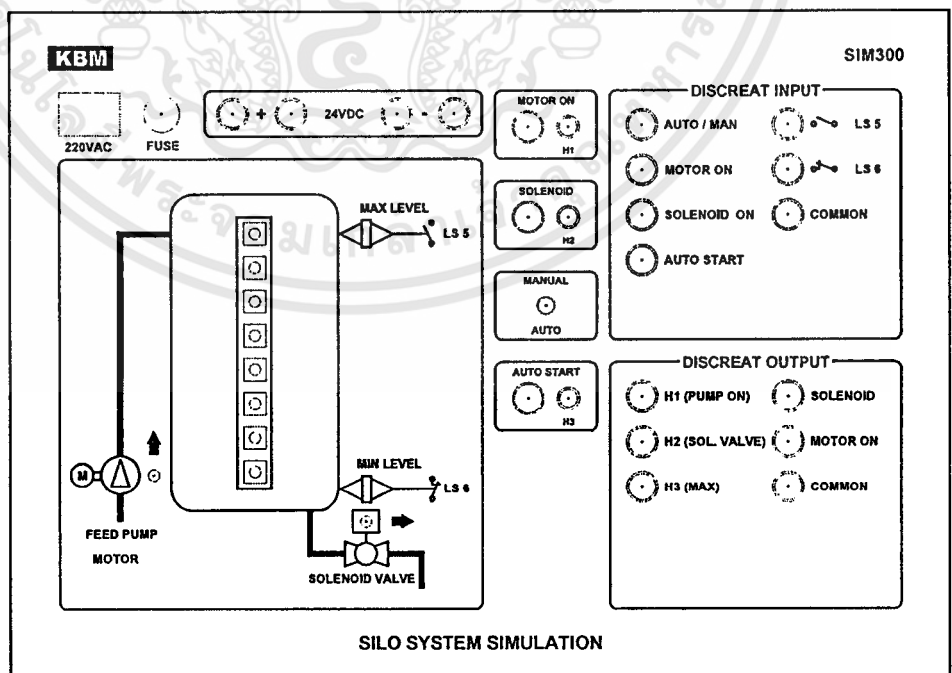 KBM
SIM300
220VAC
FUSE
+ 24VDC -
MOTOR ON
H1
SOLENOID
H2
MANUAL
AUTO
AUTO START
H3
DISCREAT INPUT
AUTO / MAN
LS 5
MOTOR ON
LS 6
SOLENOID ON
COMMON
AUTO START
DISCREAT OUTPUT
H1 (PUMP ON)
SOLENOID
H2 (SOL. VALVE)
MOTOR ON
H3 (MAX)
COMMON
MAX LEVEL
LS 5
MIN LEVEL
LS 6
M
FEED PUMP
MOTOR
SOLENOID VALVE
SILO SYSTEM SIMULATION